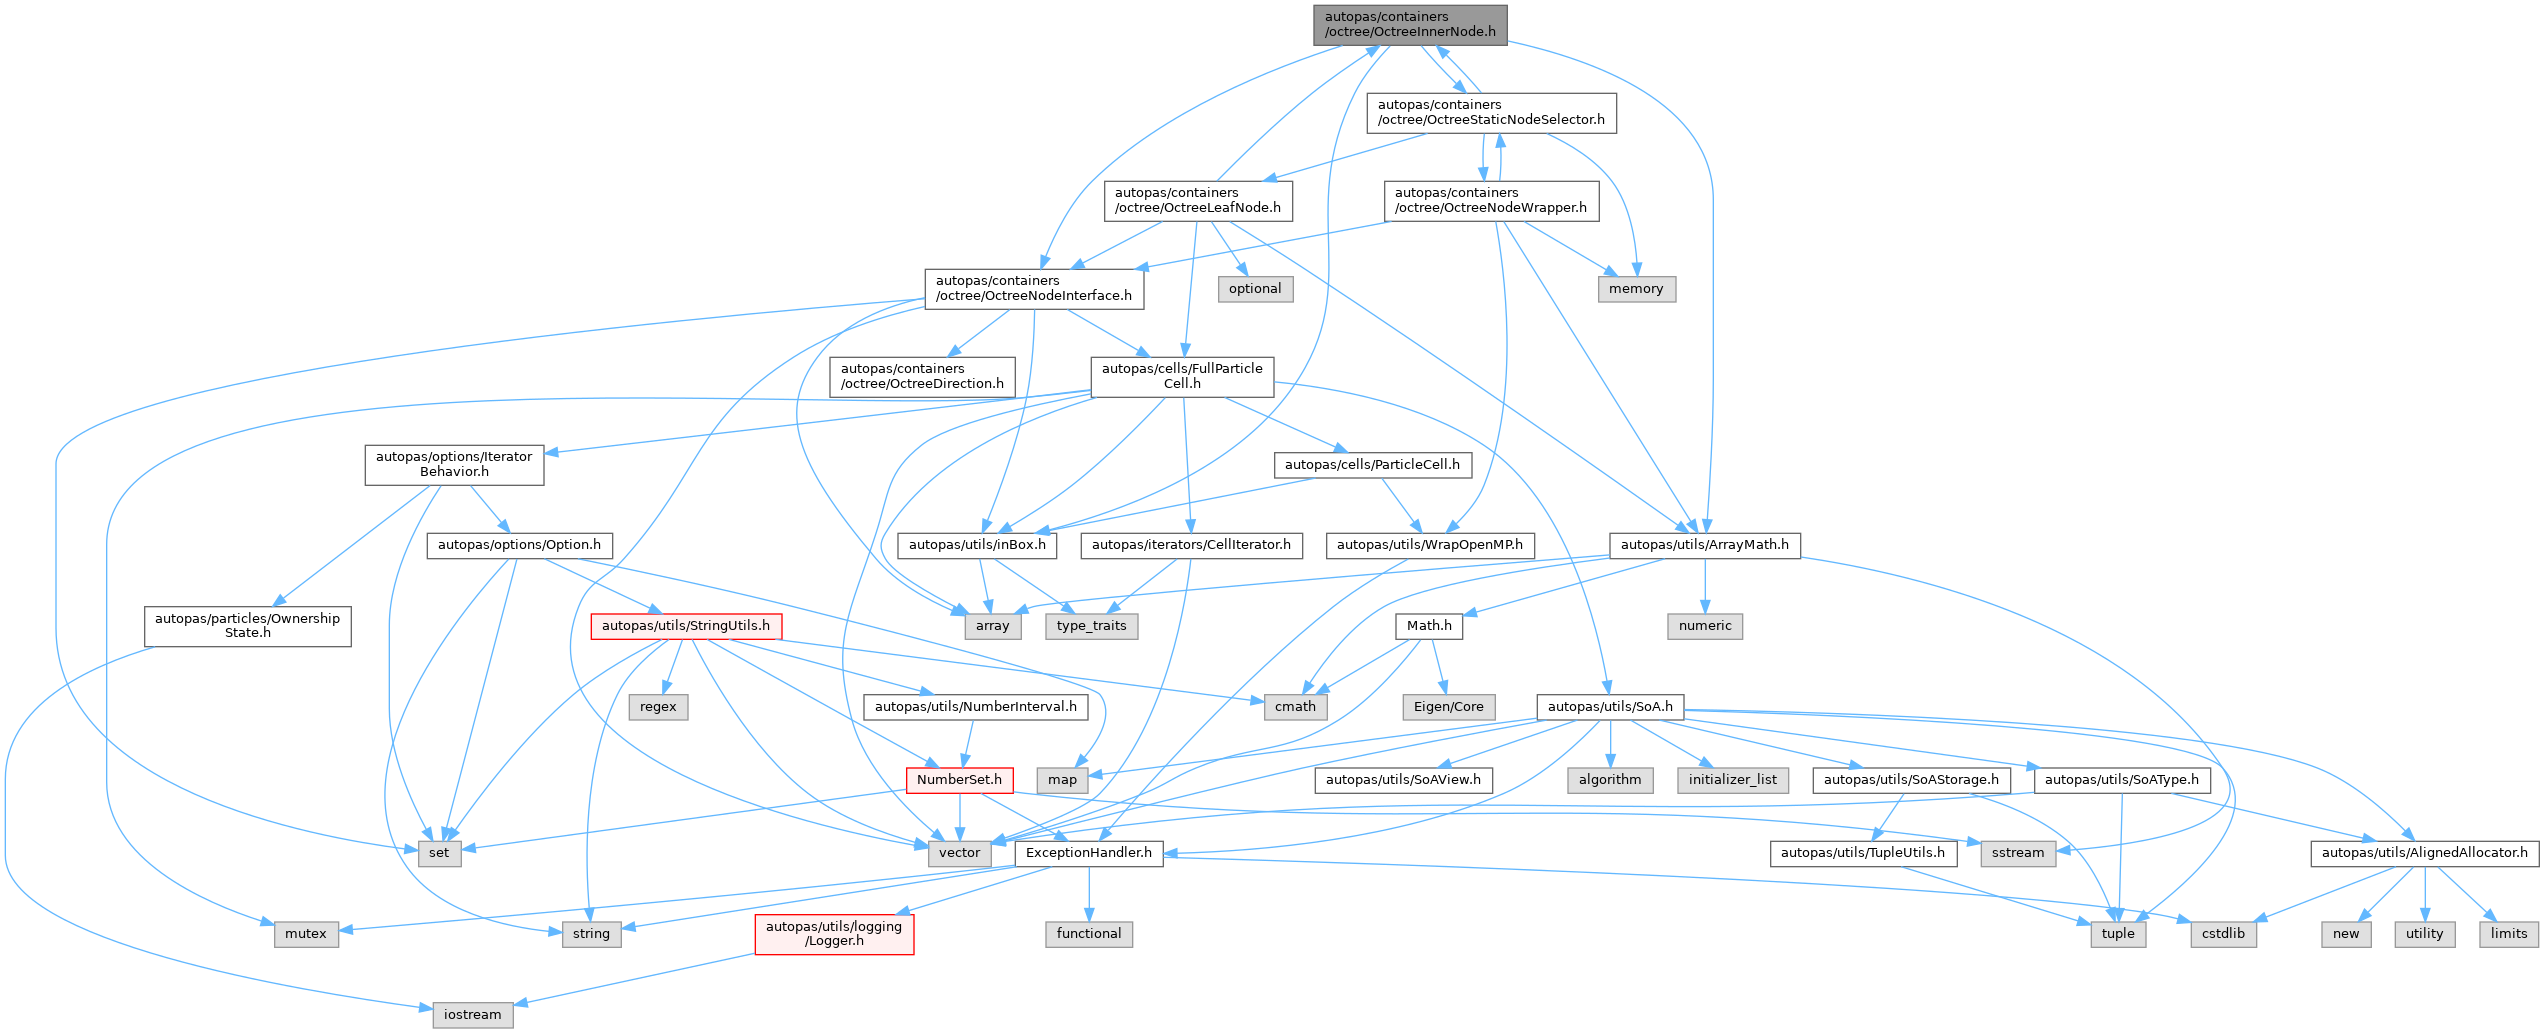 autopas/containers
/octree/OctreeInnerNode.h
autopas/containers
/octree/OctreeStaticNodeSelector.h
autopas/containers
/octree/OctreeLeafNode.h
autopas/containers
/octree/OctreeNodeWrapper.h
autopas/containers
/octree/OctreeNodeInterface.h
optional
memory
autopas/containers
/octree/OctreeDirection.h
autopas/cells/FullParticle
Cell.h
autopas/options/Iterator
Behavior.h
autopas/cells/ParticleCell.h
autopas/options/Option.h
autopas/utils/inBox.h
autopas/iterators/CellIterator.h
autopas/utils/WrapOpenMP.h
autopas/utils/ArrayMath.h
autopas/particles/Ownership
State.h
autopas/utils/StringUtils.h
array
type_traits
Math.h
numeric
regex
autopas/utils/NumberInterval.h
cmath
Eigen/Core
autopas/utils/SoA.h
NumberSet.h
map
autopas/utils/SoAView.h
algorithm
initializer_list
autopas/utils/SoAStorage.h
autopas/utils/SoAType.h
set
vector
ExceptionHandler.h
autopas/utils/TupleUtils.h
sstream
autopas/utils/AlignedAllocator.h
mutex
string
autopas/utils/logging
/Logger.h
functional
tuple
cstdlib
new
utility
limits
iostream